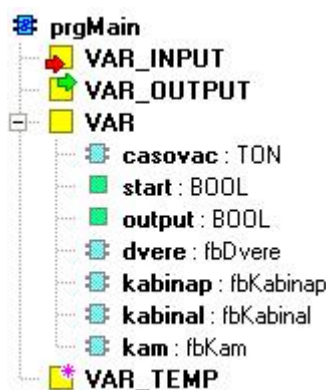 prgMain
VAR_INPUT
VAR_OUTPUT
VAR
casovac : TON
start : BOOL
output : BOOL
dvere : fbDvere
kabinap : fbKabinap
kabinal : fbKabinal
kam : fbKam
VAR_TEMP